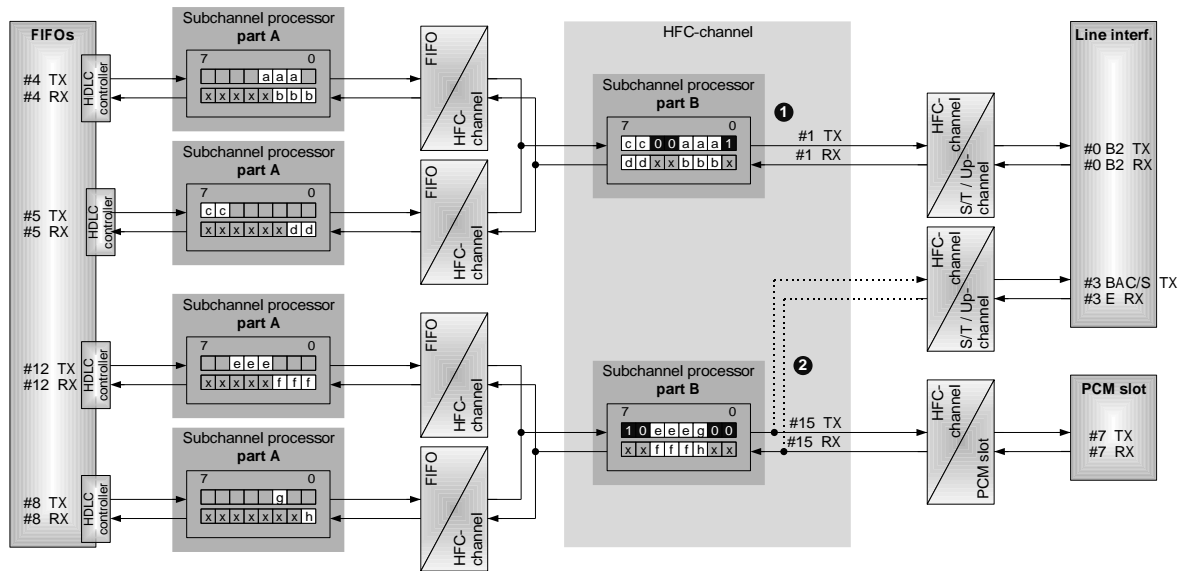 FIFOs
#4 TX
#4 RX
#5 TX
#5 RX
#12 TX
#12 RX
#8 TX
#8 RX
HDLC
controller
HDLC
controller
HDLC
controller
HDLC
controller
Subchannel processor
part A
7 0
a a a
x x x x x b b b
Subchannel processor
part A
7 0
c c
x x x x x x d d
Subchannel processor
part A
7 0
e e e
x x x x x f f f
Subchannel processor
part A
7 0
g
x x x x x x x h
FIFO
HFC-
channel
FIFO
HFC-
channel
FIFO
HFC-
channel
FIFO
HFC-
channel
HFC-channel
Subchannel processor
part B
7 0
c c 0 0 a a a 1
d d x x b b b x
1
#1 TX
#1 RX
Subchannel processor
part B
7 0
1 0 e e e g 0 0
x x f f f h x x
2
#15 TX
#15 RX
HFC-
channel
S/T / Up-
channel
HFC-
channel
S/T / Up-
channel
HFC-
channel
PCM slot
Line interf.
#0 B2 TX
#0 B2 RX
#3 BAC/S TX
#3 E RX
PCM slot
#7 TX
#7 RX